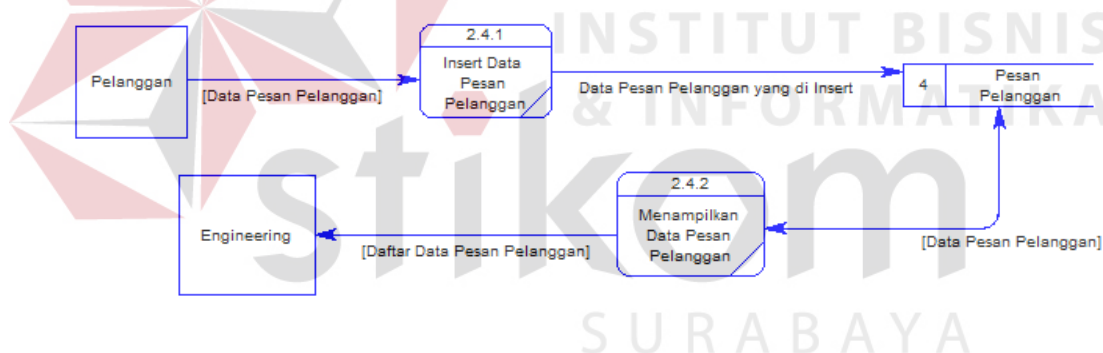 INSTITUT BISNIS
& INFORMATIKA
stikom
SURABAYA
Pelanggan
[Data Pesan Pelanggan]
2.4.1
Insert Data
Pesan
Pelanggan
Data Pesan Pelanggan yang di Insert
4
Pesan
Pelanggan
Engineering
[Daftar Data Pesan Pelanggan]
2.4.2
Menampilkan
Data Pesan
Pelanggan
[Data Pesan Pelanggan]